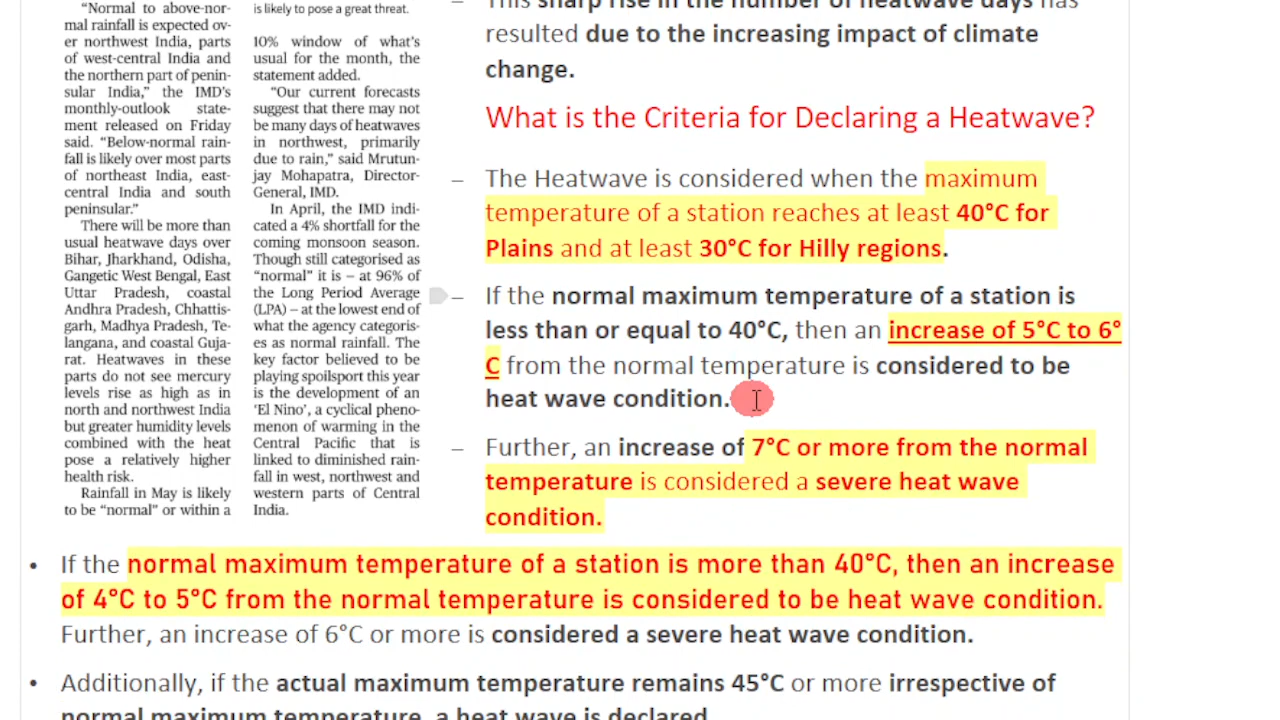 “Normal to above-nor-
mal rainfall is expected ov-
er northwest India, parts
of west-central India and
the northern part of penin-
sular India,” the IMD’s
monthly-outlook state-
ment released on Friday
said. “Below-normal rain-
fall is likely over most parts
of northeast India, east-
central India and south
peninsular.”
There will be more than
usual heatwave days over
Bihar, Jharkhand, Odisha,
Gangetic West Bengal, East
Uttar Pradesh, coastal
Andhra Pradesh, Chhattis-
garh, Madhya Pradesh, Te-
langana, and coastal Guja-
rat. Heatwaves in these
parts do not see mercury
levels rise as high as in
north and northwest India
but greater humidity levels
combined with the heat
pose a relatively higher
health risk.
Rainfall in May is likely
to be “normal” or within a
is likely to pose a great threat.
10% window of what’s
usual for the month, the
statement added.
“Our current forecasts
suggest that there may not
be many days of heatwaves
in northwest, primarily
due to rain,” said Mrutun-
jay Mohapatra, Director-
General, IMD.
In April, the IMD indi-
cated a 4% shortfall for the
coming monsoon season.
Though still categorised as
“normal” it is – at 96% of
the Long Period Average
(LPA) – at the lowest end of
what the agency categoris-
es as normal rainfall. The
key factor believed to be
playing spoilsport this year
is the development of an
‘El Nino’, a cyclical pheno-
menon of warming in the
Central Pacific that is
linked to diminished rain-
fall in west, northwest and
western parts of Central
India.
– This sharp rise in the number of heatwave days has
resulted due to the increasing impact of climate
change.
What is the Criteria for Declaring a Heatwave?
– The Heatwave is considered when the maximum
temperature of a station reaches at least 40°C for
Plains and at least 30°C for Hilly regions.
– If the normal maximum temperature of a station is
less than or equal to 40°C, then an increase of 5°C to 6°
C from the normal temperature is considered to be
heat wave condition.
– Further, an increase of 7°C or more from the normal
temperature is considered a severe heat wave
condition.
• If the normal maximum temperature of a station is more than 40°C, then an increase
of 4°C to 5°C from the normal temperature is considered to be heat wave condition.
Further, an increase of 6°C or more is considered a severe heat wave condition.
• Additionally, if the actual maximum temperature remains 45°C or more irrespective of
normal maximum temperature, a heat wave is declared.